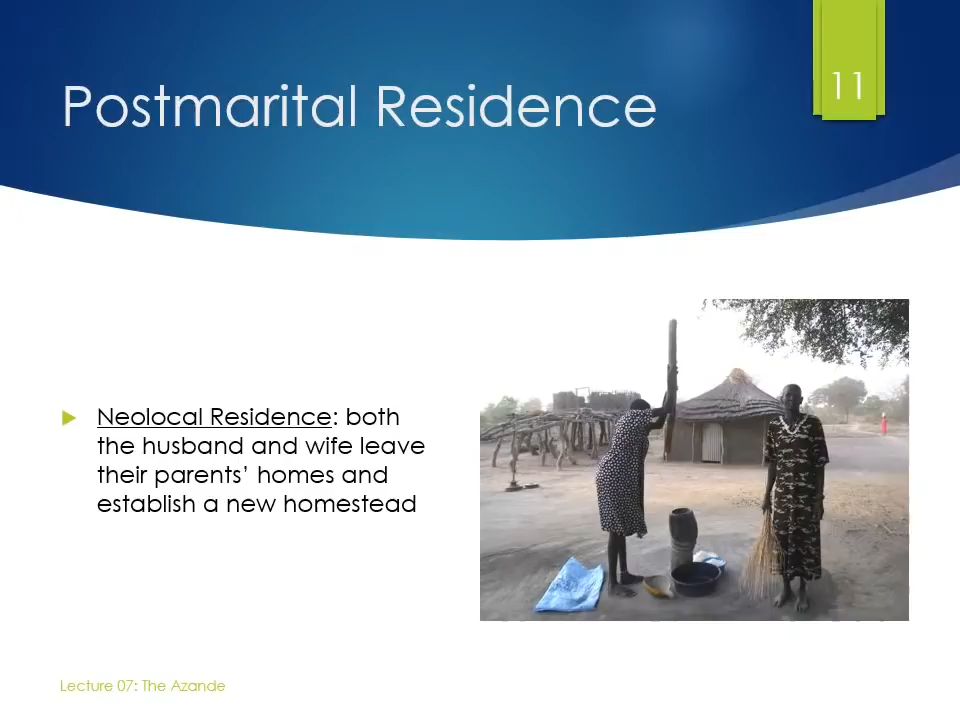 Postmarital Residence
11
Neolocal Residence: both
the husband and wife leave
their parents’ homes and
establish a new homestead
Lecture 07: The Azande